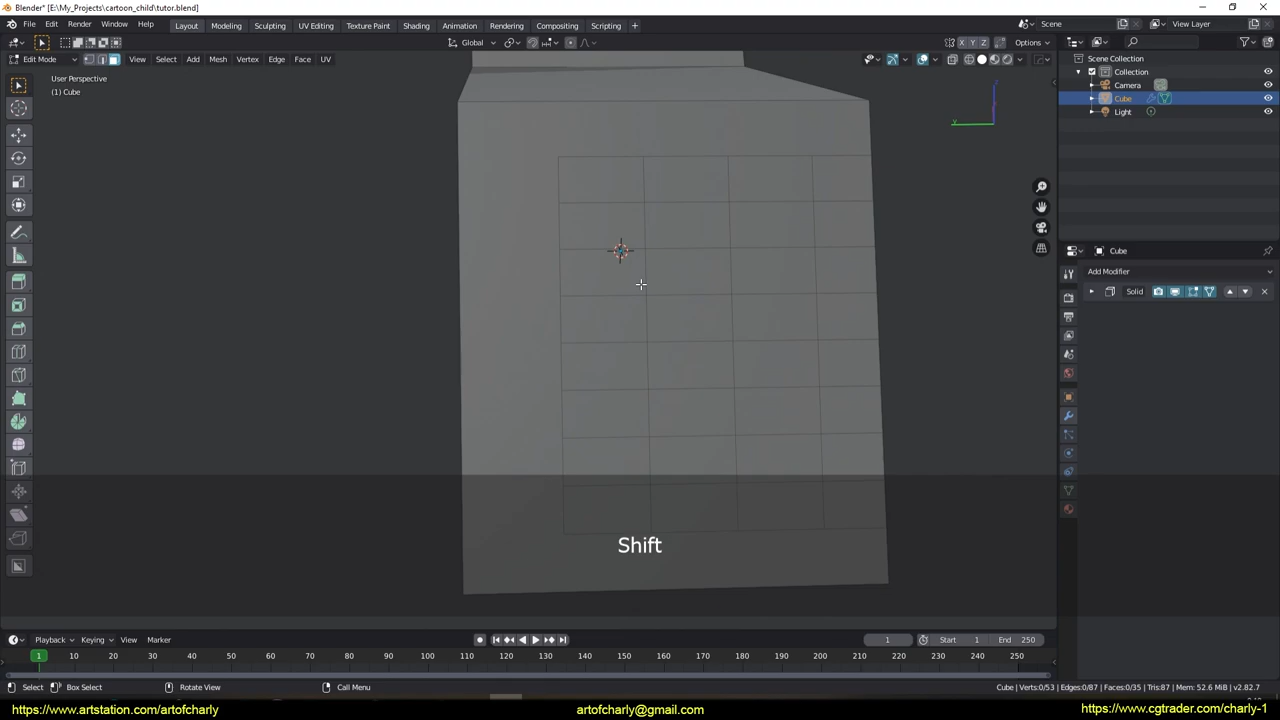 Blender* [E:\My_Projects\cartoon_child\tutor.blend]
File Edit Render Window Help
Layout Modeling Sculpting UV Editing Texture Paint Shading Animation Rendering Compositing Scripting +
Scene
View Layer
Global
X Y Z
Options
Edit Mode
View Select Add Mesh Vertex Edge Face UV
User Perspective
(1) Cube
Z
Y
Scene Collection
Collection
Camera
Cube
Light
Cube
Add Modifier
Solid
Shift
Playback Keying View Marker
1
Start 1
End 250
1 10 20 30 40 50 60 70 80 90 100 110 120 130 140 150 160 170 180 190 200 210 220 230 240 250
Select
Box Select
Rotate View
Call Menu
Cube | Verts:0/53 | Edges:0/87 | Faces:0/35 | Tris:87 | Mem: 52.6 MiB | v2.82.7
https://www.artstation.com/artofcharly
artofcharly@gmail.com
https://www.cgtrader.com/charly-1